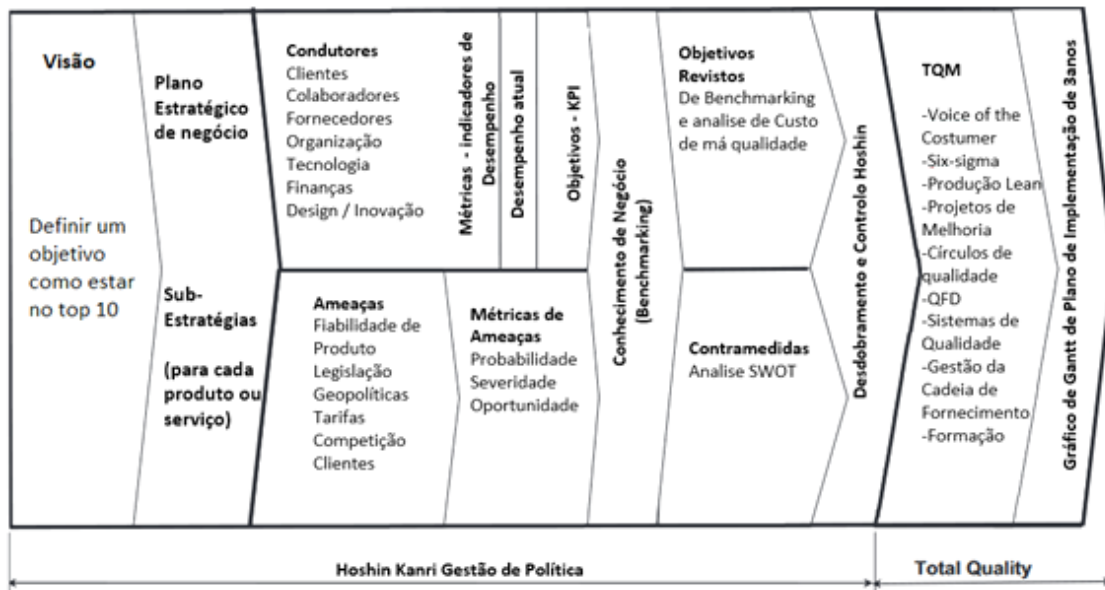 Visão
Definir um
objetivo
como estar
no top 10
Plano
Estratégico
de negócio
Sub-
Estratégias
(para cada
produto ou
serviço)
Condutores
Clientes
Colaboradores
Fornecedores
Organização
Tecnologia
Finanças
Design / Inovação
Métricas - indicadores de
Desempenho
Desempenho atual
Objetivos - KPI
Ameaças
Fiabilidade de
Produto
Legislação
Geopolíticas
Tarifas
Competição
Clientes
Métricas de
Ameaças
Probabilidade
Severidade
Oportunidade
Conhecimento de Negócio
(Benchmarking)
Objetivos
Revistos
De Benchmarking
e analise de Custo
de má qualidade
Contramedidas
Analise SWOT
Desdobramento e Controlo Hoshin
TQM
-Voice of the
Costumer
-Six-sigma
-Produção Lean
-Projetos de
Melhoria
-Círculos de
qualidade
-QFD
-Sistemas de
Qualidade
-Gestão da
Cadeia de
Fornecimento
-Formação
Gráfico de Gantt de Plano de Implementação de 3anos
Hoshin Kanri Gestão de Política
Total Quality